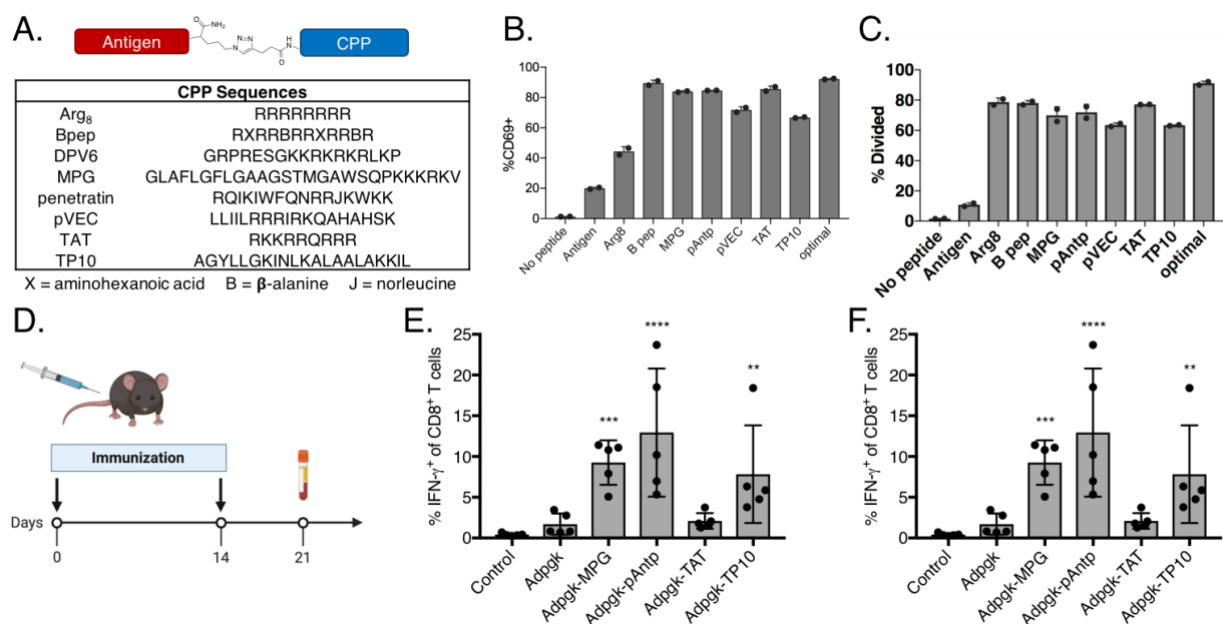 A.
Antigen
CPP
O
NH₂
N=N
N
O
H
N
CPP Sequences
Arg₈ RRRRRRRR
Bpep RXRRBRRXRRBR
DPV6 GRPRESGKKRKRKRLKP
MPG GLAFLGFLGAAGSTMGAWSQPKKKRKV
penetratin RQIKIWFQNRRJKWKK
pVEC LLIILRRRIRKQAHAHSK
TAT RKKRRQRRR
TP10 AGYLLGKINLKALAALAKKIL
X = aminohexanoic acid B = β-alanine J = norleucine
B.
%CD69+
100
80
60
40
20
0
No peptide
Antigen
Arg8
B pep
MPG
pAntp
pVEC
TAT
TP10
optimal
C.
% Divided
100
80
60
40
20
0
No peptide
Antigen
Arg8
B pep
MPG
pAntp
pVEC
TAT
TP10
optimal
D.
Immunization
Days
0
14
21
E.
% IFN-γ⁺ of CD8⁺ T cells
25
20
15
10
5
0
***
****
**
Control
Adpgk
Adpgk-MPG
Adpgk-pAntp
Adpgk-TAT
Adpgk-TP10
F.
% IFN-γ⁺ of CD8⁺ T cells
25
20
15
10
5
0
***
****
**
Control
Adpgk
Adpgk-MPG
Adpgk-pAntp
Adpgk-TAT
Adpgk-TP10